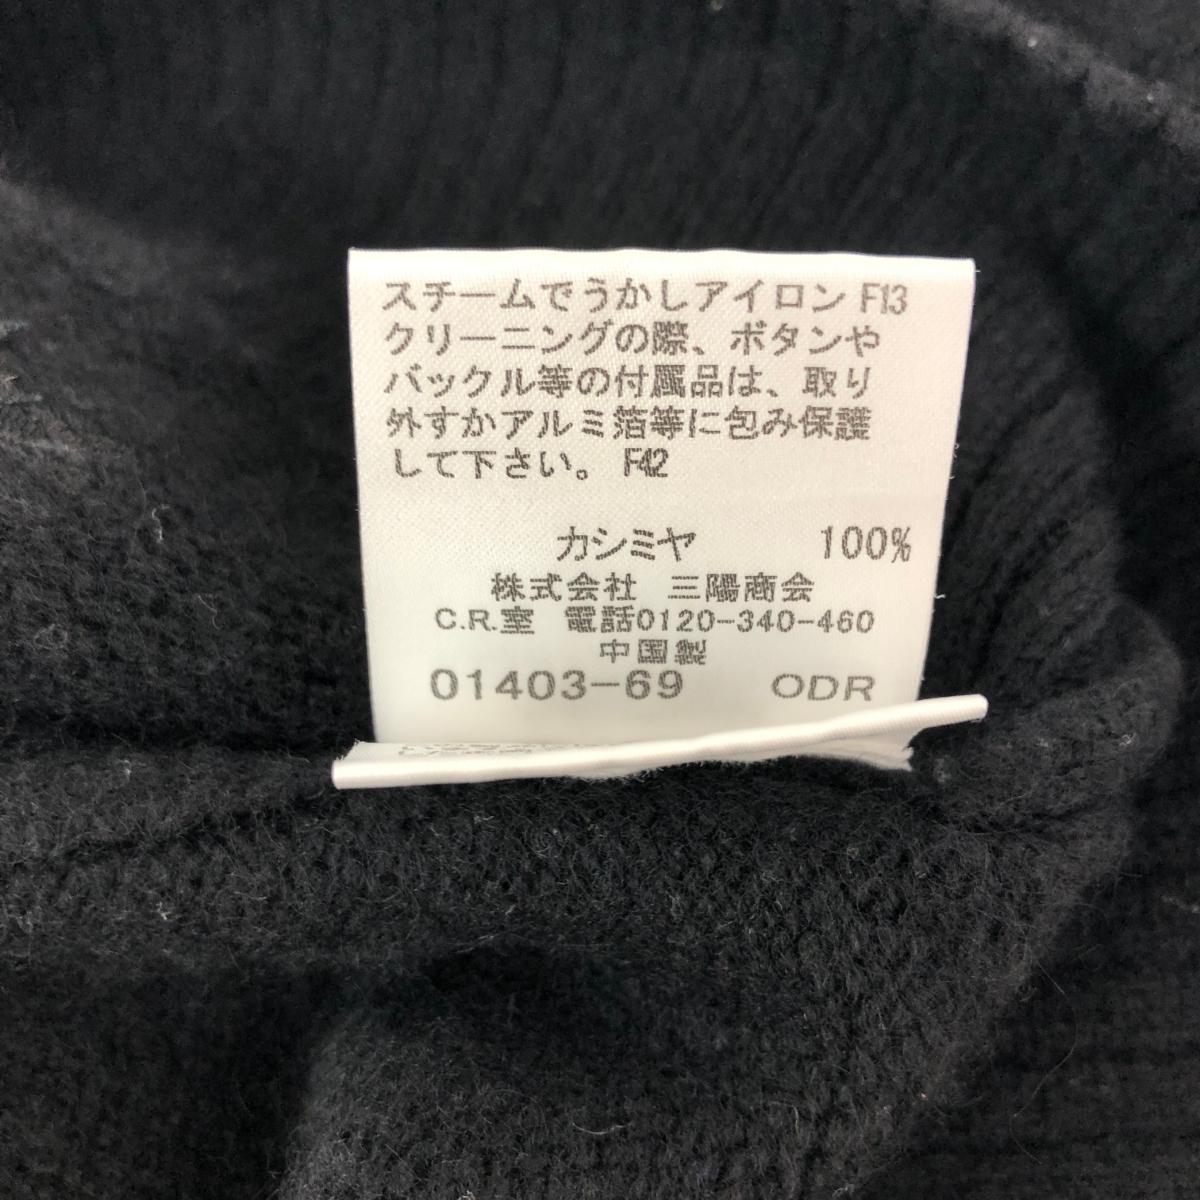 スチームでうかしアイロン F13
クリーニングの際、ボタンや
バックル等の付属品は、取り
外すかアルミ箔等に包み保護
して下さい。 F42
カシミヤ 100%
株式会社 三陽商会
C.R.室 電話0120-340-460
中国製
01403-69 ODR